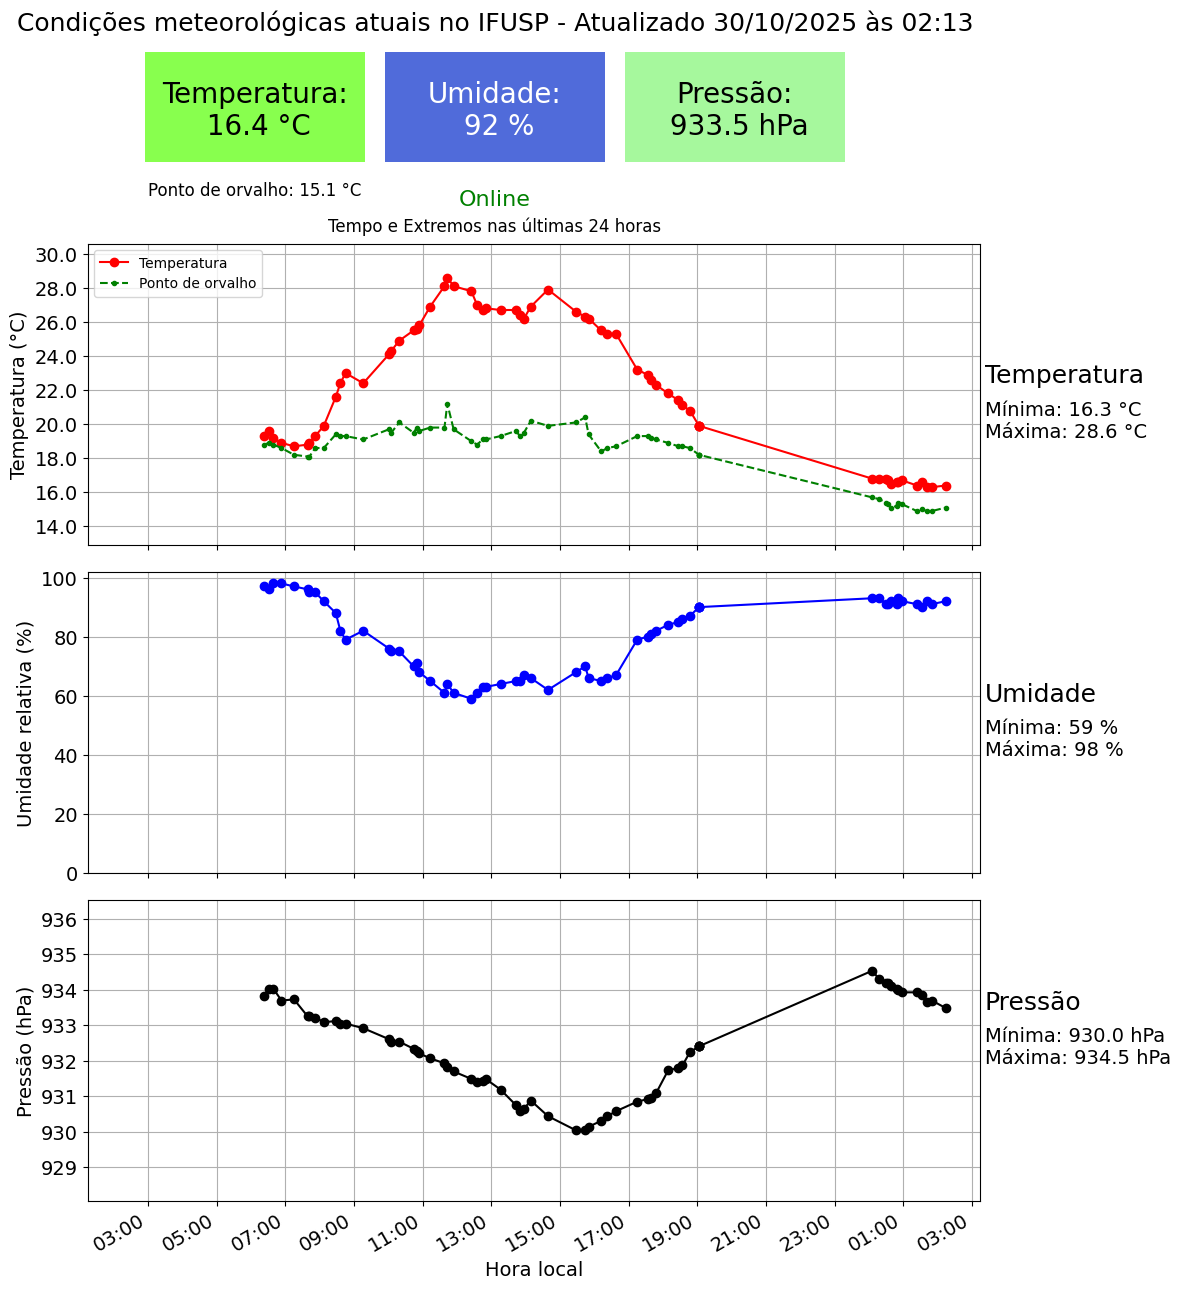 Condições meteorológicas atuais no IFUSP - Atualizado 30/10/2025 às 02:13
Temperatura:
16.4 °C
Umidade:
92 %
Pressão:
933.5 hPa
Ponto de orvalho: 15.1 °C
Online
Tempo e Extremos nas últimas 24 horas
Temperatura (°C)
30.0
28.0
26.0
24.0
22.0
20.0
18.0
16.0
14.0
Temperatura
Ponto de orvalho
Temperatura
Mínima: 16.3 °C
Máxima: 28.6 °C
Umidade relativa (%)
100
80
60
40
20
0
Umidade
Mínima: 59 %
Máxima: 98 %
Pressão (hPa)
936
935
934
933
932
931
930
929
Pressão
Mínima: 930.0 hPa
Máxima: 934.5 hPa
03:00 05:00 07:00 09:00 11:00 13:00 15:00 17:00 19:00 21:00 23:00 01:00 03:00
Hora local